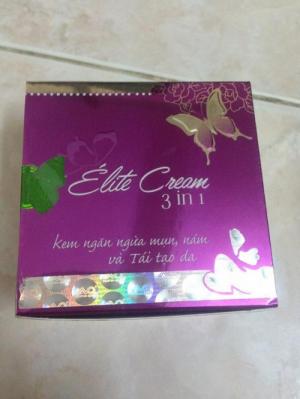 Élite Cream
3 in 1
Kem ngăn ngừa mụn, nám
và Tái tạo da